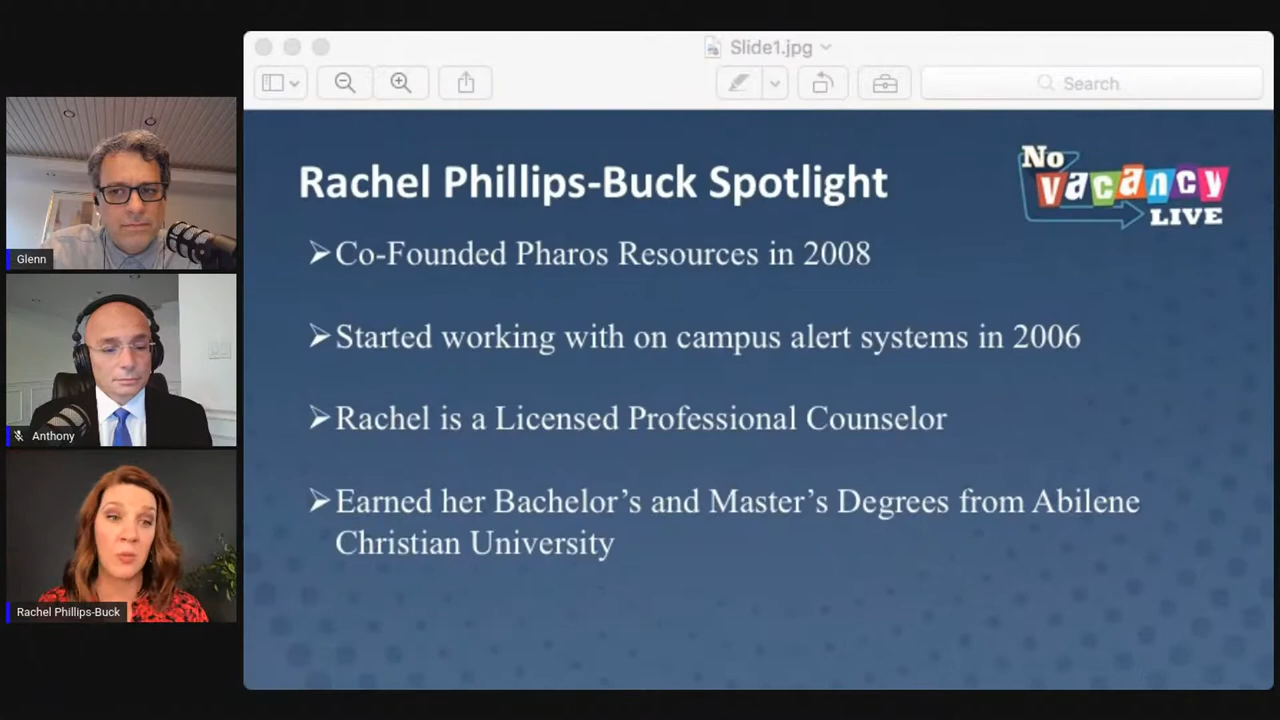 Slide1.jpg
Search
Rachel Phillips-Buck Spotlight
No
Vacancy
LIVE
➢Co-Founded Pharos Resources in 2008
➢Started working with on campus alert systems in 2006
➢Rachel is a Licensed Professional Counselor
➢Earned her Bachelor’s and Master’s Degrees from Abilene
Christian University
Glenn
Anthony
Rachel Phillips-Buck